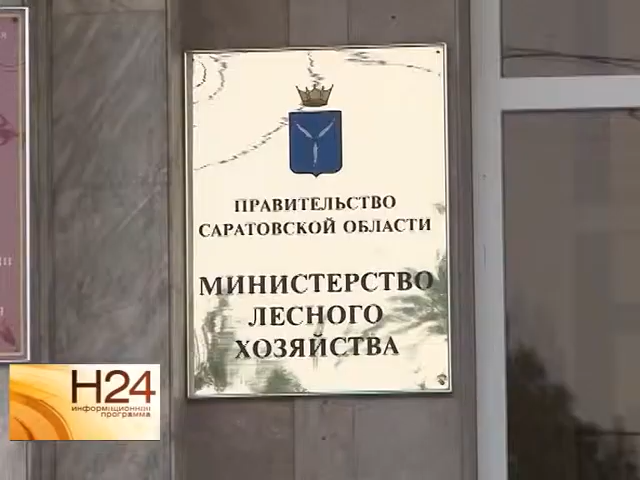 ПРАВИТЕЛЬСТВО
САРАТОВСКОЙ ОБЛАСТИ
МИНИСТЕРСТВО
ЛЕСНОГО
ХОЗЯЙСТВА
Н24
информационная
программа